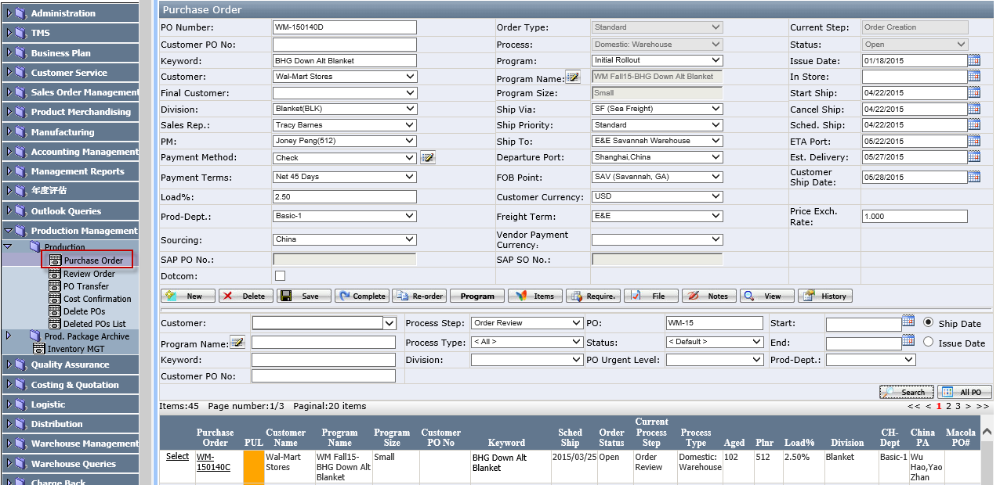 Administration
TMS
Business Plan
Customer Service
Sales Order Management
Product Merchandising
Manufacturing
Accounting Management
Management Reports
年度评估
Outlook Queries
Production Management
Production
Purchase Order
Review Order
PO Transfer
Cost Confirmation
Delete POs
Deleted POs List
Prod. Package Archive
Inventory MGT
Quality Assurance
Costing & Quotation
Logistic
Distribution
Warehouse Management
Warehouse Queries
Charge Back
Purchase Order
PO Number: WM-150140D Order Type: Standard Current Step: Order Creation
Customer PO No: Process: Domestic: Warehouse Status: Open
Keyword: BHG Down Alt Blanket Program: Initial Rollout Issue Date: 01/18/2015
Customer: Wal-Mart Stores Program Name: WM Fall15-BHG Down Alt Blanket In Store:
Final Customer: Program Size: Small Start Ship: 04/22/2015
Division: Blanket(BLK) Ship Via: SF (Sea Freight) Cancel Ship: 04/22/2015
Sales Rep.: Tracy Barnes Ship Priority: Standard Sched. Ship: 04/22/2015
PM: Joney Peng(512) Ship To: E&E Savannah Warehouse ETA Port: 05/22/2015
Payment Method: Check Departure Port: Shanghai,China Est. Delivery: 05/27/2015
Payment Terms: Net 45 Days FOB Point: SAV (Savannah, GA) Customer Ship Date: 05/28/2015
Load%: 2.50 Customer Currency: USD
Prod-Dept.: Basic-1 Freight Term: E&E Price Exch. Rate: 1.000
Sourcing: China Vendor Payment Currency:
SAP PO No.: SAP SO No.:
Dotcom:
New Delete Save Complete Re-order Program Items Require. File Notes View History
Customer: Process Step: Order Review PO: WM-15 Start: Ship Date
Program Name: Process Type: < All > Status: < Default > End: Issue Date
Keyword: Division: PO Urgent Level: Prod-Dept.:
Customer PO No:
Search All PO
Items:45 Page number:1/3 Paginal:20 items << < 1 2 3 > >>
Purchase Order PUL Customer Name Program Name Program Size Customer PO No Keyword Sched Ship Order Status Current Process Step Process Type Aged Plnr Load% Division CH-Dept China PA Macola PO#
Select WM-150140C Wal-Mart Stores WM Fall15-BHG Down Alt Blanket Small BHG Down Alt Blanket 2015/03/25 Open Order Review Domestic: Warehouse 102 512 2.50% Blanket Basic-1 Wu Hao,Yao Zhan